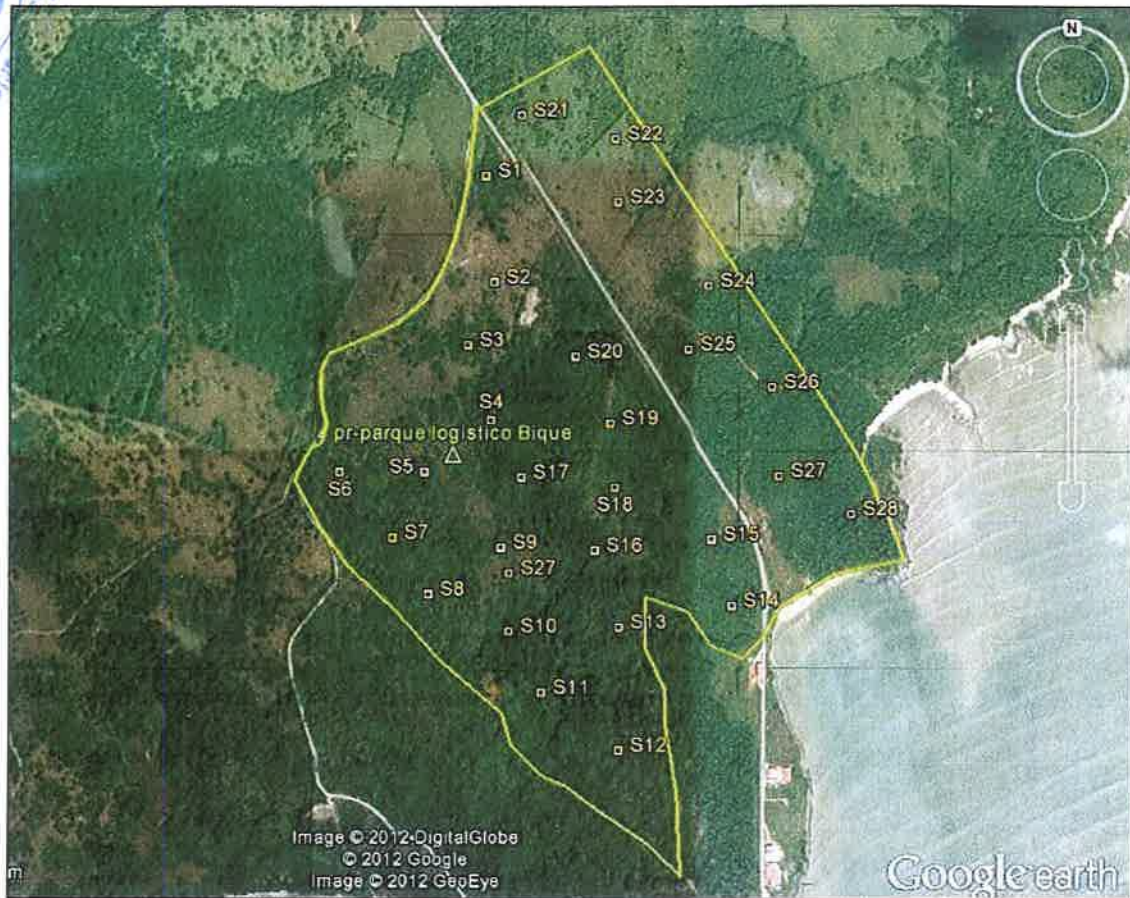 N
S21
S22
S1
S23
S2
S24
S3
S20
S25
S26
S4
S19
pr-parque logistico Bique
S5
S6
S17
S27
S18
S28
S7
S9
S16
S15
S27
S8
S14
S10
S13
S11
S12
Image © 2012 DigitalGlobe
© 2012 Google
Image © 2012 GeoEye
m
Google earth